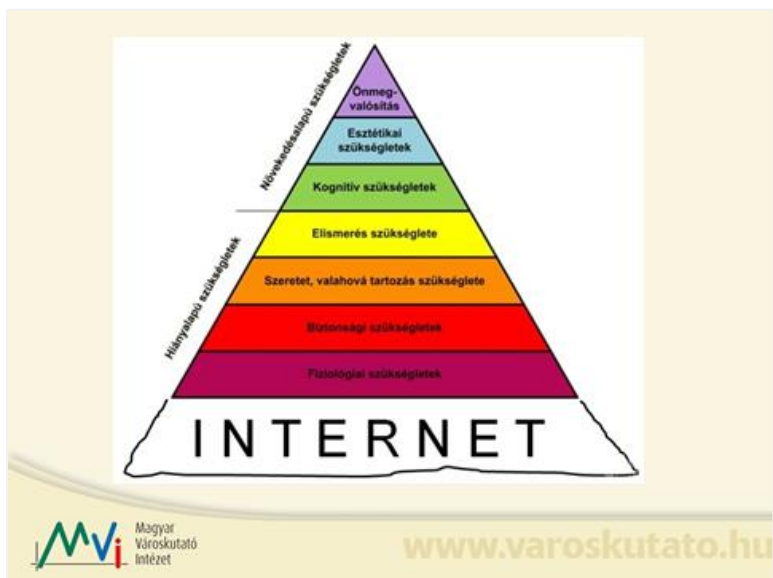 Növekedésalapú szükségletek
Hiányalapú szükségletek
Önmeg-
valósítás
Esztétikai
szükségletek
Kognitív szükségletek
Elismerés szükséglete
Szeretet, valahová tartozás szükséglete
Biztonsági szükségletek
Fiziológiai szükségletek
INTERNET
MVi
Magyar
Városkutató
Intézet
www.varoskutato.hu